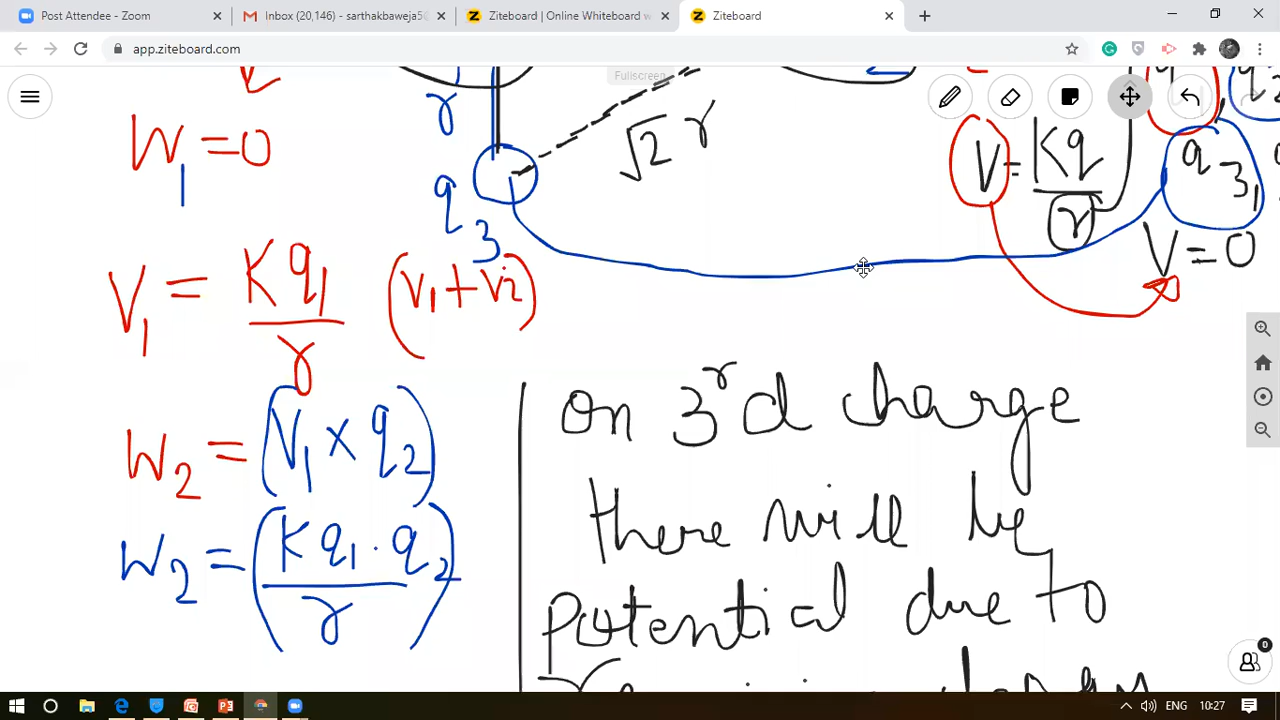 Post Attendee - Zoom
Inbox (20,146) - sarthakbaweja5
Ziteboard | Online Whiteboard w
Ziteboard
app.ziteboard.com
Fullscreen
r
√2 r
W1 = 0
q3
V = Kq/r
q3,
V = 0
V1 = Kq1/r (V1 + V2)
W2 = (V1 × q2)
W2 = (Kq1 · q2/r)
on 3rd charge
there will be
potential due to
0
ENG
10:27